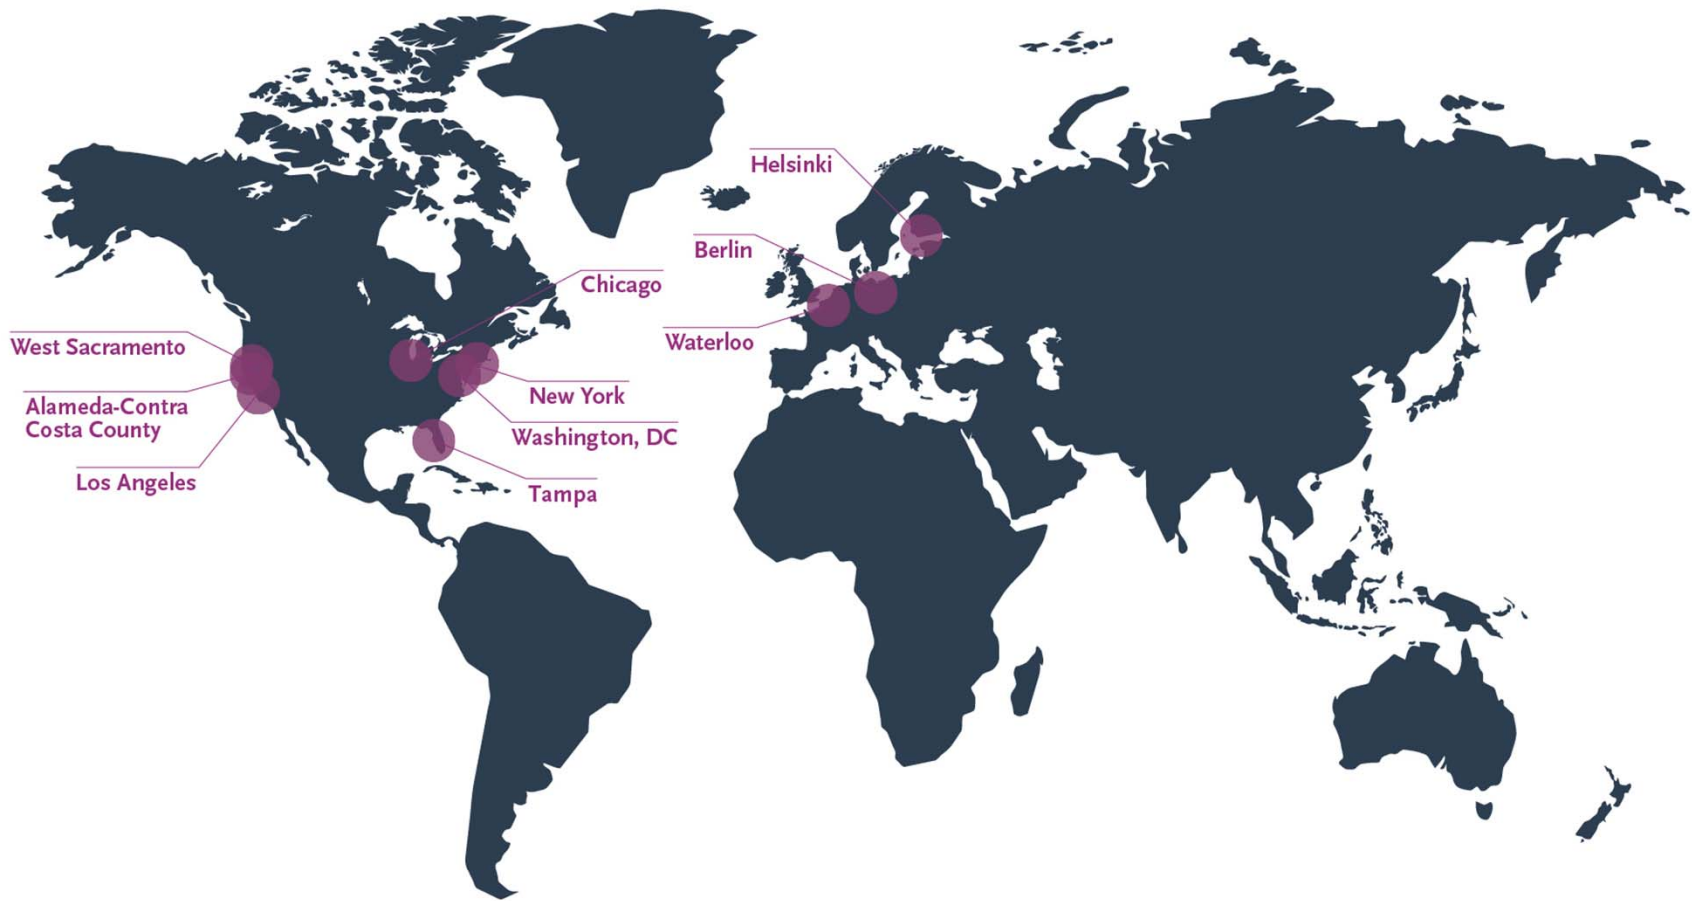 Helsinki
Berlin
Chicago
Waterloo
West Sacramento
New York
Alameda-Contra
Costa County
Washington, DC
Los Angeles
Tampa